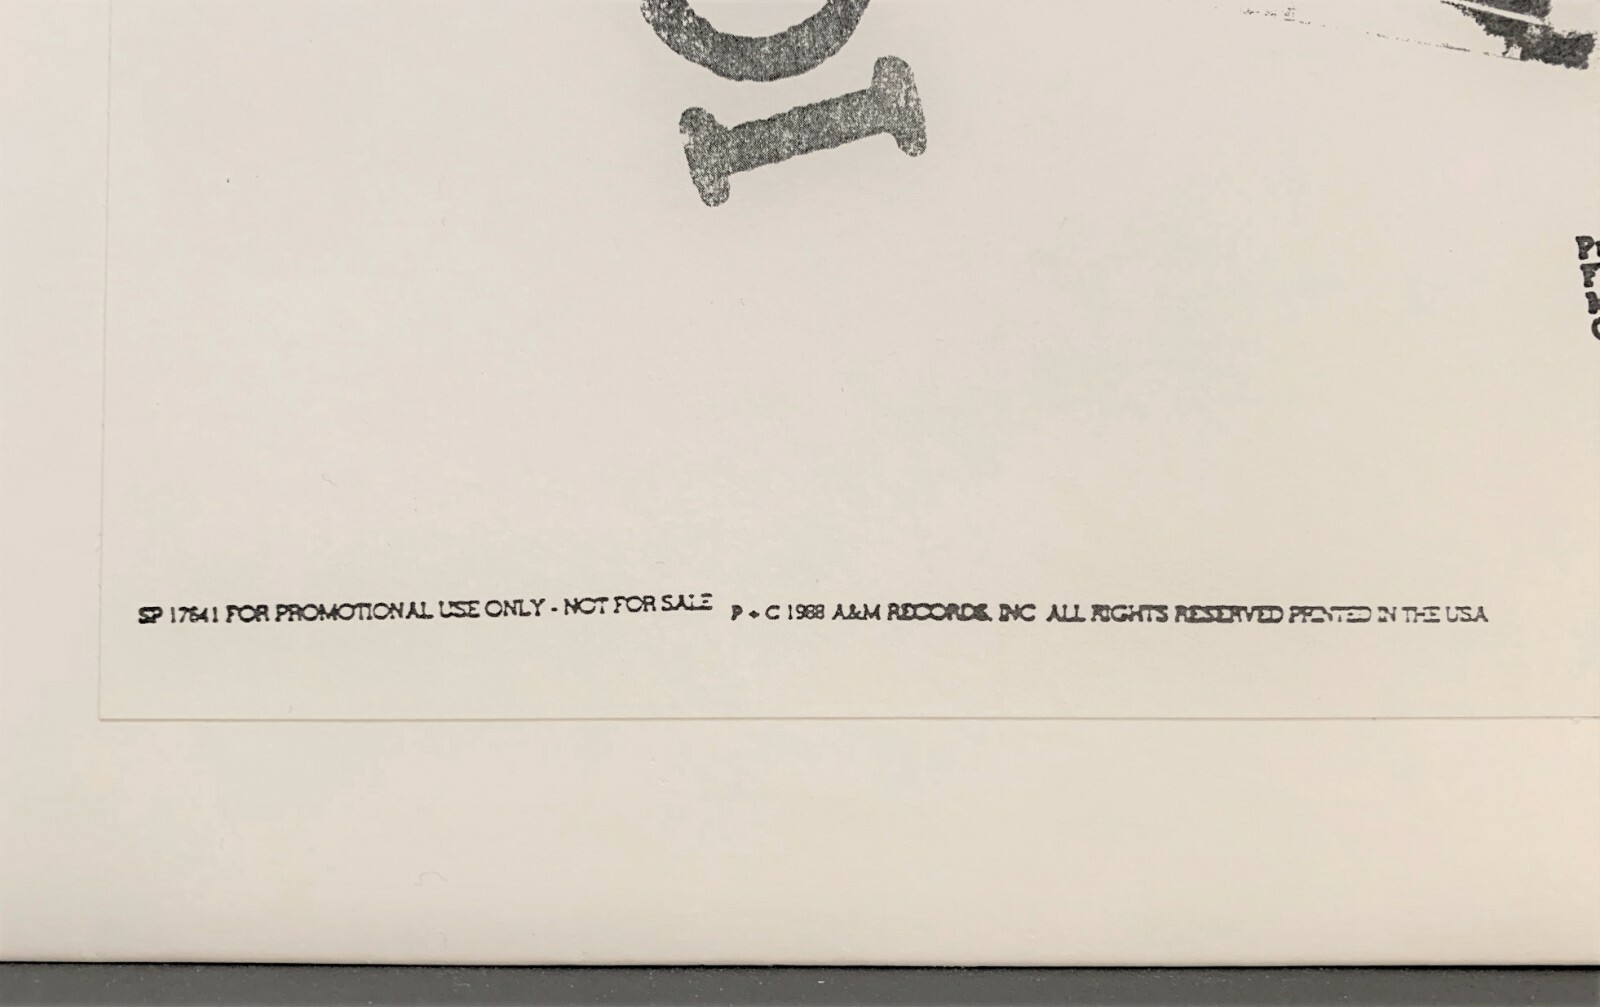 I
SP 17641 FOR PROMOTIONAL USE ONLY - NOT FOR SALE P + C 1988 A&M RECORDS, INC ALL RIGHTS RESERVED PRINTED IN THE USA